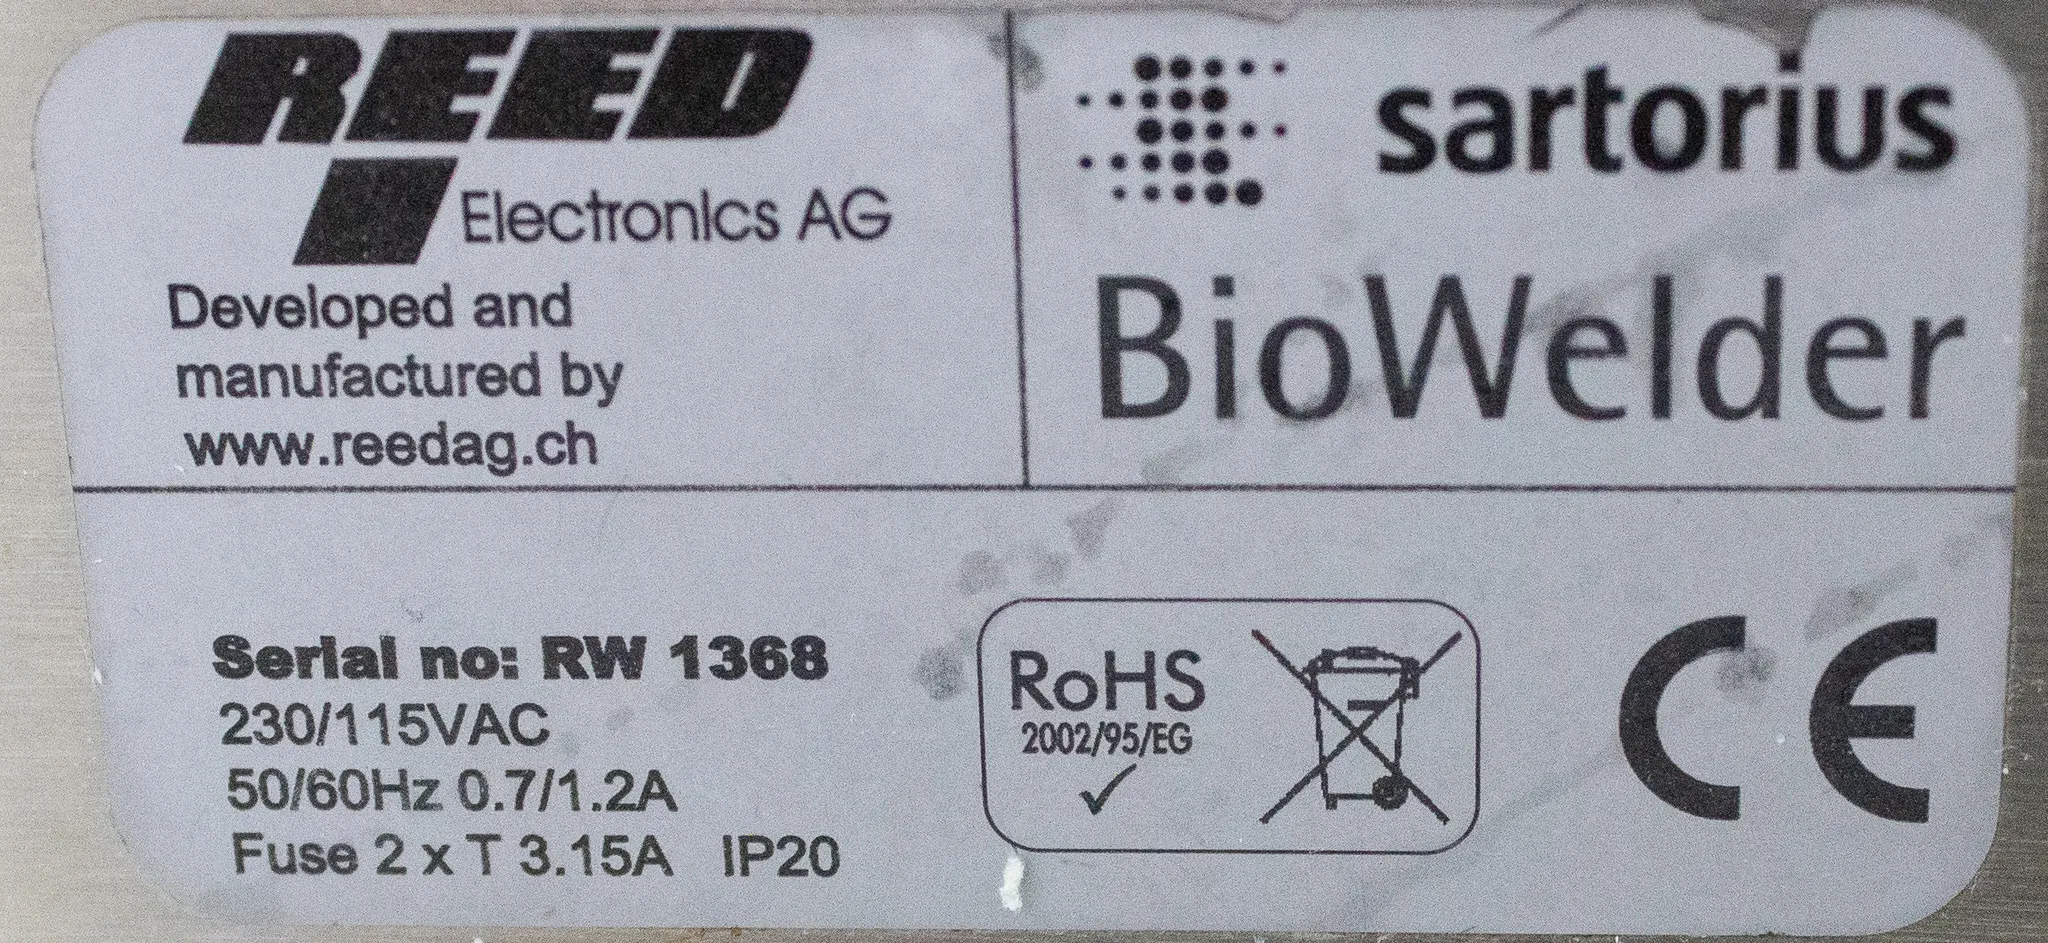 REED
Electronics AG
Developed and
manufactured by
www.reedag.ch
sartorius
BioWelder
Serial no: RW 1368
230/115VAC
50/60Hz 0.7/1.2A
Fuse 2 x T 3.15A IP20
RoHS
2002/95/EG
CE